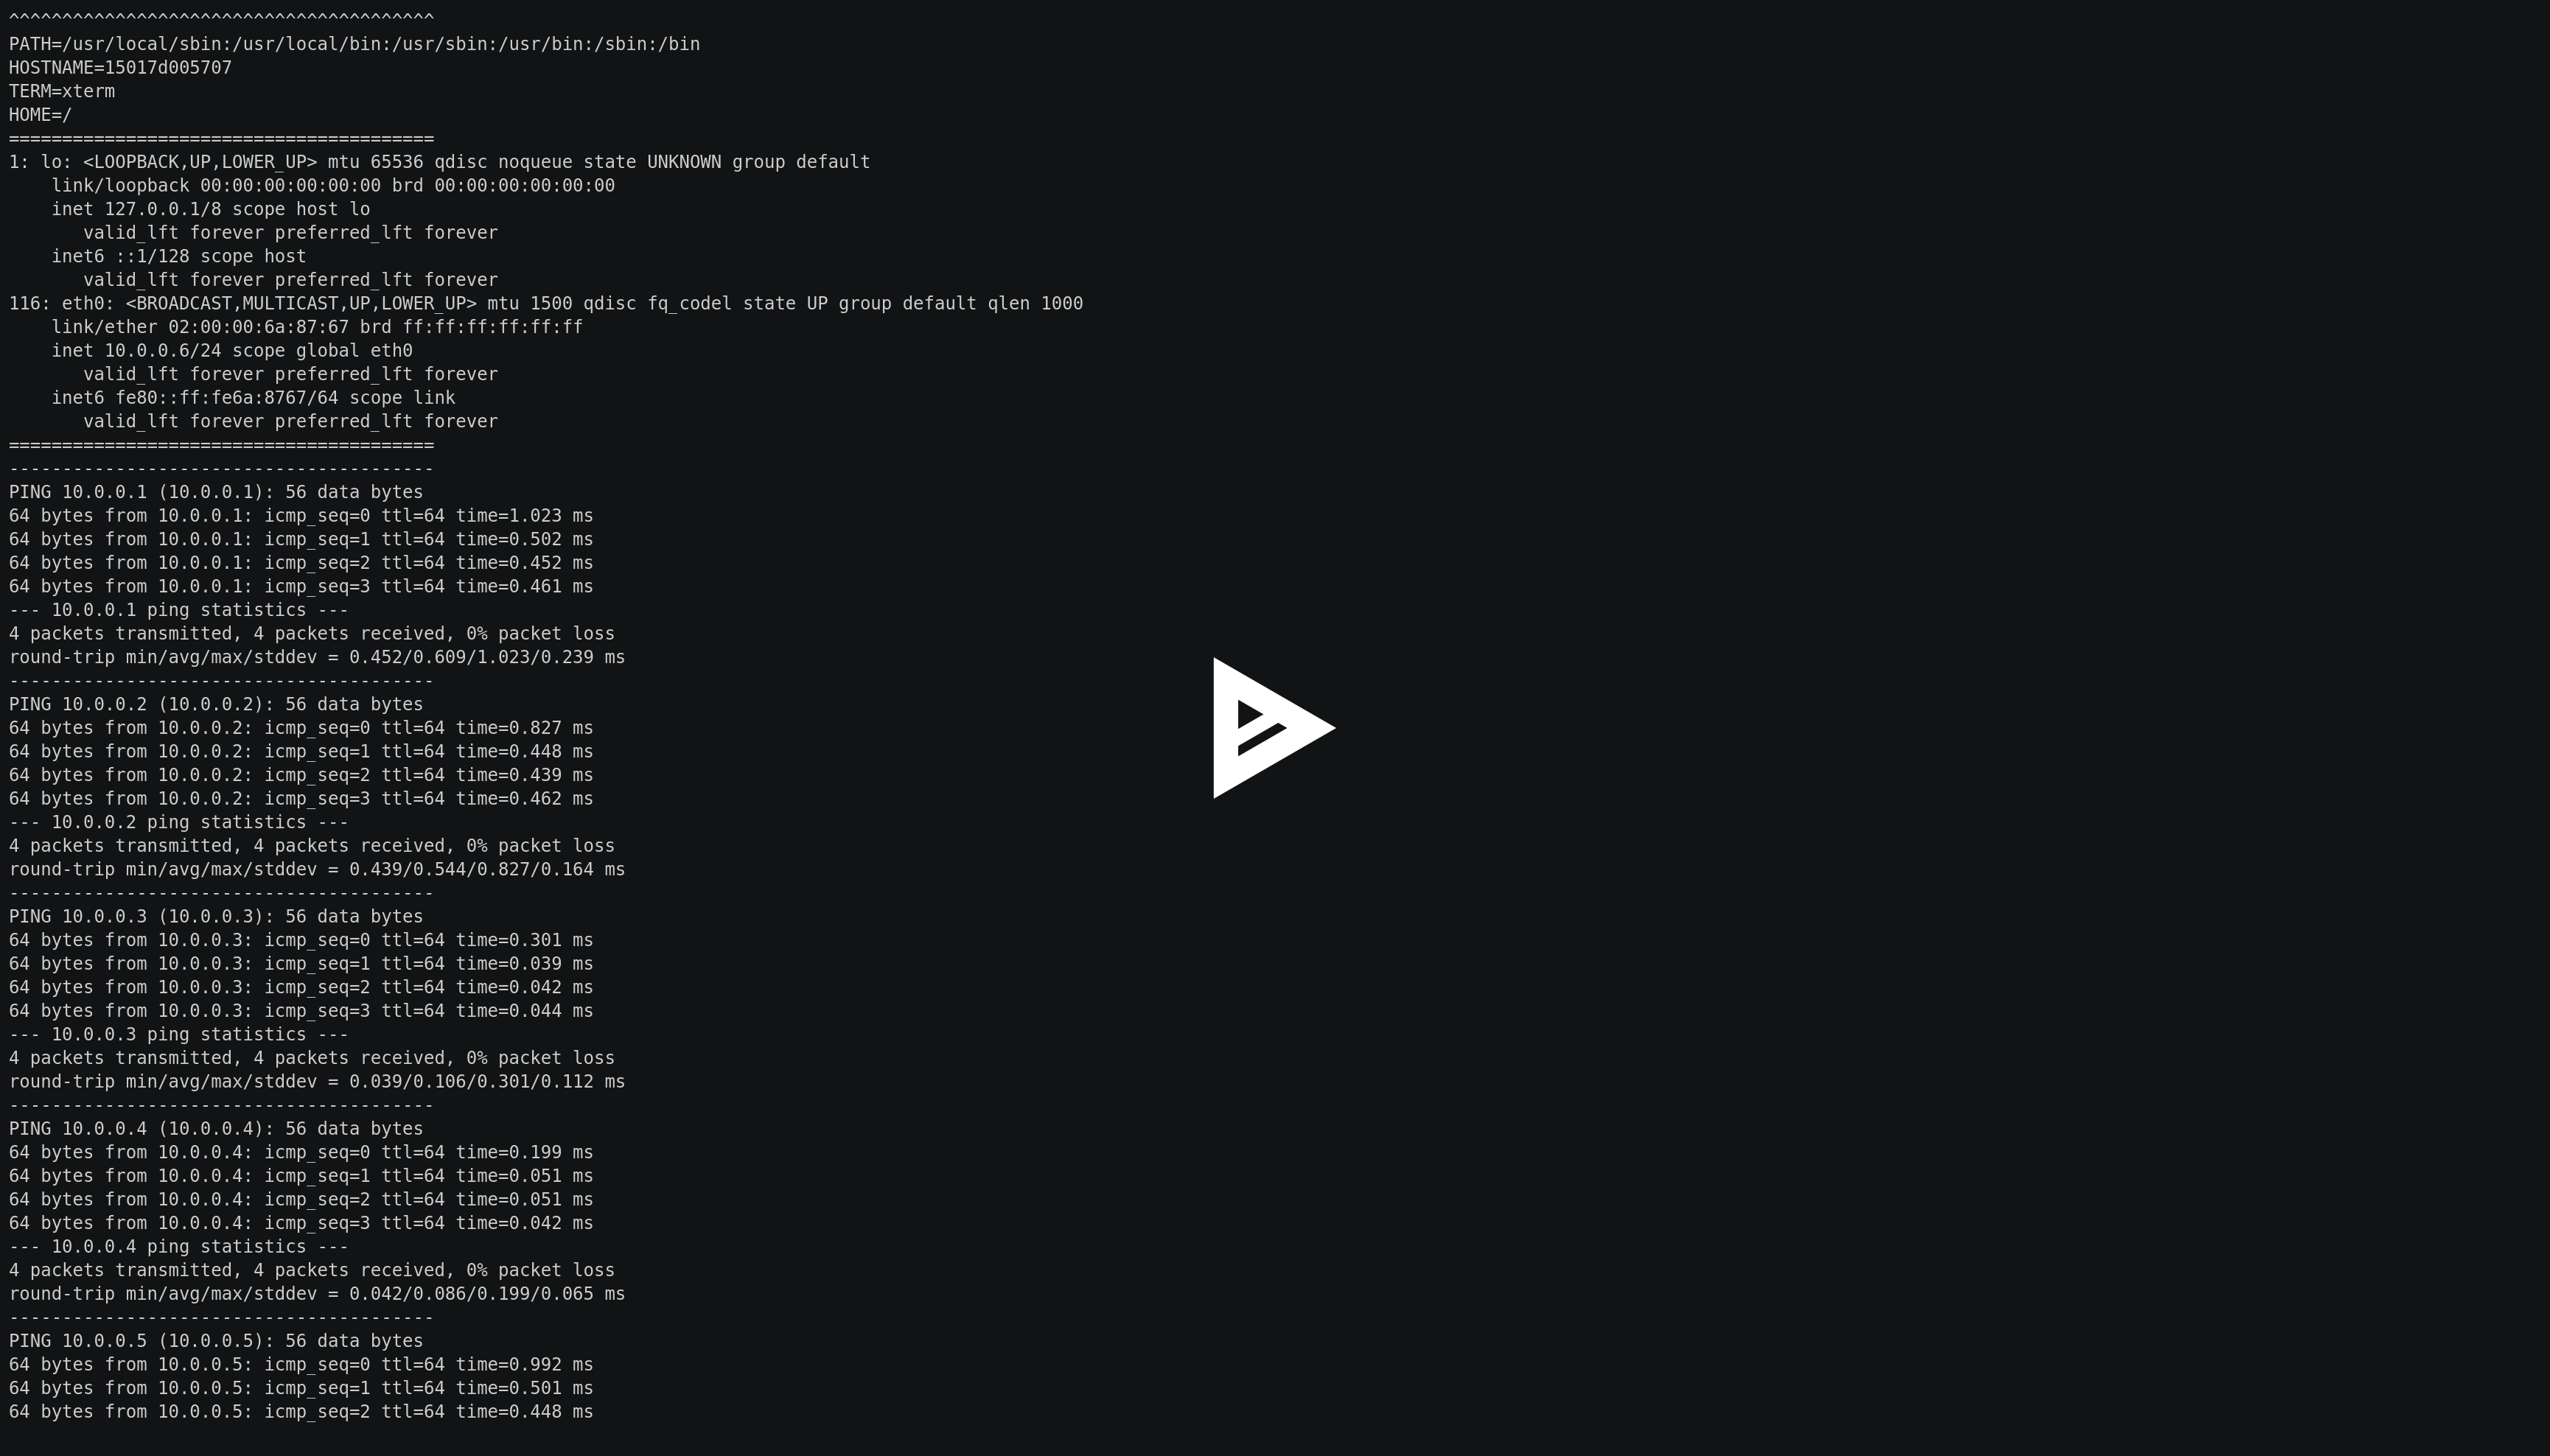 ^^^^^^^^^^^^^^^^^^^^^^^^^^^^^^^^^^^^^^^^
PATH=/usr/local/sbin:/usr/local/bin:/usr/sbin:/usr/bin:/sbin:/bin
HOSTNAME=15017d005707
TERM=xterm
HOME=/
========================================
1: lo: <LOOPBACK,UP,LOWER_UP> mtu 65536 qdisc noqueue state UNKNOWN group default
    link/loopback 00:00:00:00:00:00 brd 00:00:00:00:00:00
    inet 127.0.0.1/8 scope host lo
       valid_lft forever preferred_lft forever
    inet6 ::1/128 scope host
       valid_lft forever preferred_lft forever
116: eth0: <BROADCAST,MULTICAST,UP,LOWER_UP> mtu 1500 qdisc fq_codel state UP group default qlen 1000
    link/ether 02:00:00:6a:87:67 brd ff:ff:ff:ff:ff:ff
    inet 10.0.0.6/24 scope global eth0
       valid_lft forever preferred_lft forever
    inet6 fe80::ff:fe6a:8767/64 scope link
       valid_lft forever preferred_lft forever
========================================
----------------------------------------
PING 10.0.0.1 (10.0.0.1): 56 data bytes
64 bytes from 10.0.0.1: icmp_seq=0 ttl=64 time=1.023 ms
64 bytes from 10.0.0.1: icmp_seq=1 ttl=64 time=0.502 ms
64 bytes from 10.0.0.1: icmp_seq=2 ttl=64 time=0.452 ms
64 bytes from 10.0.0.1: icmp_seq=3 ttl=64 time=0.461 ms
--- 10.0.0.1 ping statistics ---
4 packets transmitted, 4 packets received, 0% packet loss
round-trip min/avg/max/stddev = 0.452/0.609/1.023/0.239 ms
----------------------------------------
PING 10.0.0.2 (10.0.0.2): 56 data bytes
64 bytes from 10.0.0.2: icmp_seq=0 ttl=64 time=0.827 ms
64 bytes from 10.0.0.2: icmp_seq=1 ttl=64 time=0.448 ms
64 bytes from 10.0.0.2: icmp_seq=2 ttl=64 time=0.439 ms
64 bytes from 10.0.0.2: icmp_seq=3 ttl=64 time=0.462 ms
--- 10.0.0.2 ping statistics ---
4 packets transmitted, 4 packets received, 0% packet loss
round-trip min/avg/max/stddev = 0.439/0.544/0.827/0.164 ms
----------------------------------------
PING 10.0.0.3 (10.0.0.3): 56 data bytes
64 bytes from 10.0.0.3: icmp_seq=0 ttl=64 time=0.301 ms
64 bytes from 10.0.0.3: icmp_seq=1 ttl=64 time=0.039 ms
64 bytes from 10.0.0.3: icmp_seq=2 ttl=64 time=0.042 ms
64 bytes from 10.0.0.3: icmp_seq=3 ttl=64 time=0.044 ms
--- 10.0.0.3 ping statistics ---
4 packets transmitted, 4 packets received, 0% packet loss
round-trip min/avg/max/stddev = 0.039/0.106/0.301/0.112 ms
----------------------------------------
PING 10.0.0.4 (10.0.0.4): 56 data bytes
64 bytes from 10.0.0.4: icmp_seq=0 ttl=64 time=0.199 ms
64 bytes from 10.0.0.4: icmp_seq=1 ttl=64 time=0.051 ms
64 bytes from 10.0.0.4: icmp_seq=2 ttl=64 time=0.051 ms
64 bytes from 10.0.0.4: icmp_seq=3 ttl=64 time=0.042 ms
--- 10.0.0.4 ping statistics ---
4 packets transmitted, 4 packets received, 0% packet loss
round-trip min/avg/max/stddev = 0.042/0.086/0.199/0.065 ms
----------------------------------------
PING 10.0.0.5 (10.0.0.5): 56 data bytes
64 bytes from 10.0.0.5: icmp_seq=0 ttl=64 time=0.992 ms
64 bytes from 10.0.0.5: icmp_seq=1 ttl=64 time=0.501 ms
64 bytes from 10.0.0.5: icmp_seq=2 ttl=64 time=0.448 ms